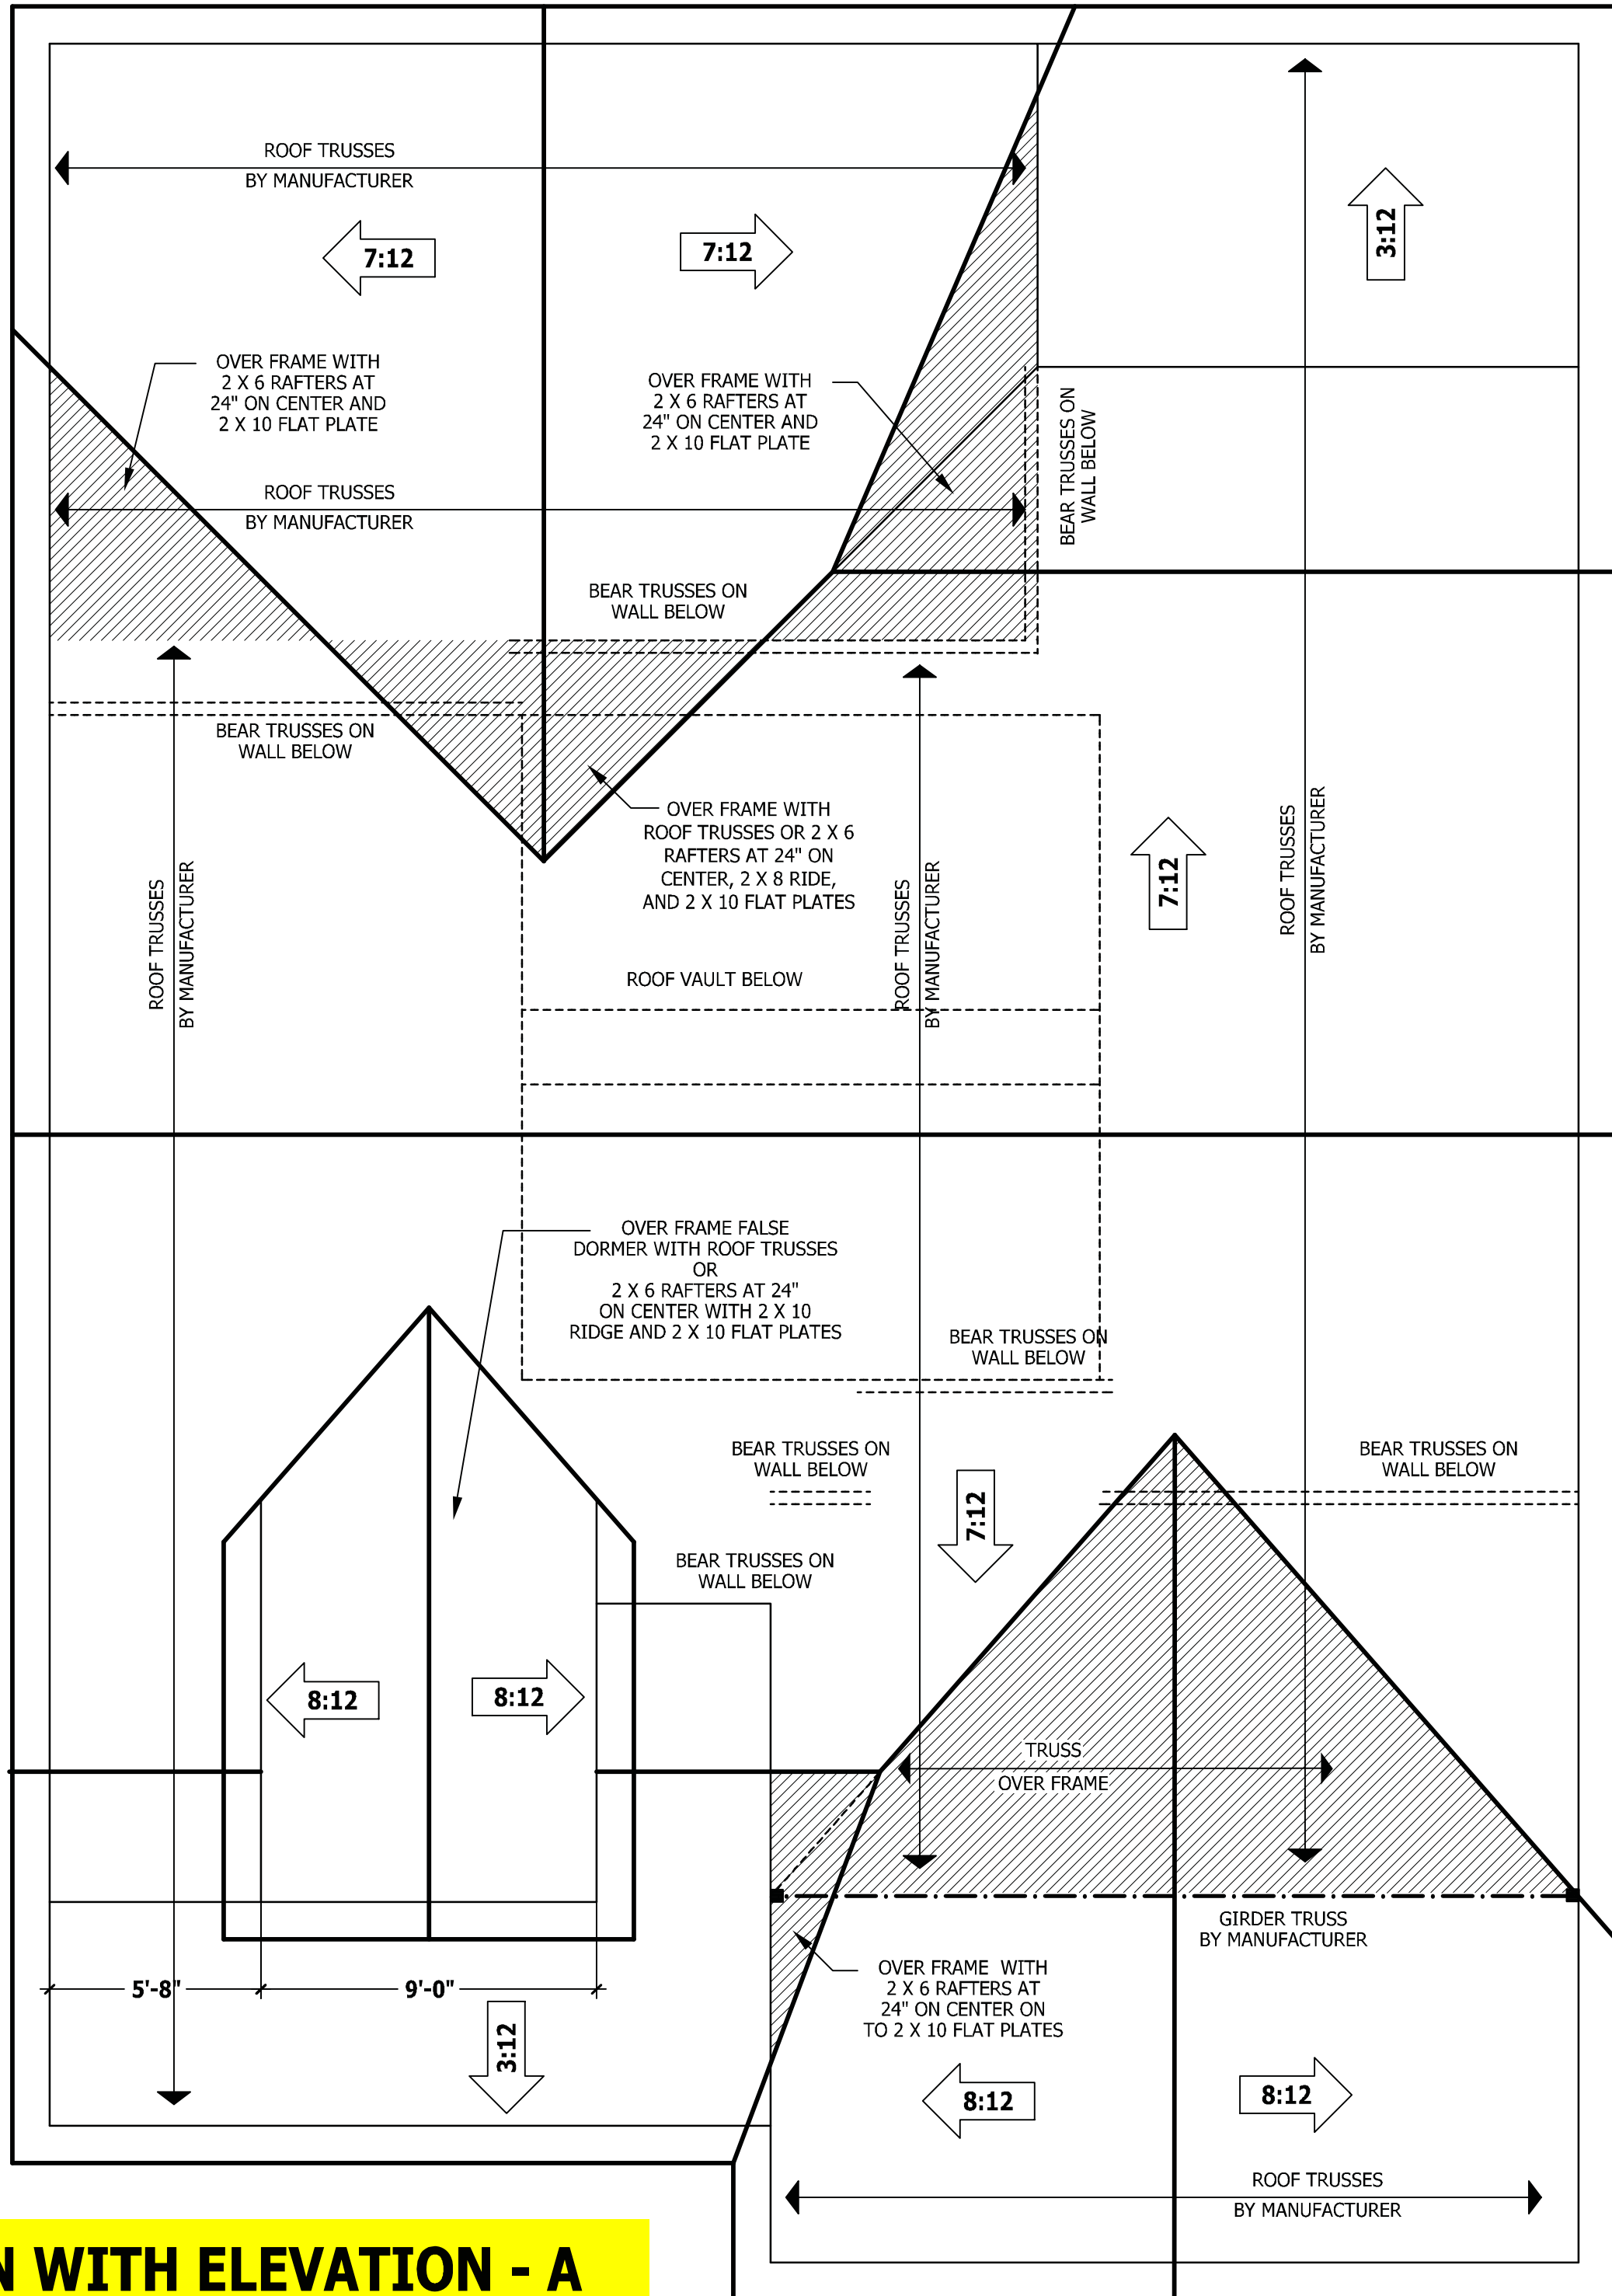 ROOF TRUSSES
BY MANUFACTURER
7:12
7:12
3:12
OVER FRAME WITH
2 X 6 RAFTERS AT
24" ON CENTER AND
2 X 10 FLAT PLATE
OVER FRAME WITH
2 X 6 RAFTERS AT
24" ON CENTER AND
2 X 10 FLAT PLATE
BEAR TRUSSES ON
WALL BELOW
ROOF TRUSSES
BY MANUFACTURER
BEAR TRUSSES ON
WALL BELOW
BEAR TRUSSES ON
WALL BELOW
OVER FRAME WITH
ROOF TRUSSES OR 2 X 6
RAFTERS AT 24" ON
CENTER, 2 X 8 RIDE,
AND 2 X 10 FLAT PLATES
ROOF TRUSSES
BY MANUFACTURER
ROOF TRUSSES
BY MANUFACTURER
7:12
ROOF TRUSSES
BY MANUFACTURER
ROOF VAULT BELOW
OVER FRAME FALSE
DORMER WITH ROOF TRUSSES
OR
2 X 6 RAFTERS AT 24"
ON CENTER WITH 2 X 10
RIDGE AND 2 X 10 FLAT PLATES
BEAR TRUSSES ON
WALL BELOW
BEAR TRUSSES ON
WALL BELOW
BEAR TRUSSES ON
WALL BELOW
7:12
BEAR TRUSSES ON
WALL BELOW
8:12
8:12
TRUSS
OVER FRAME
GIRDER TRUSS
BY MANUFACTURER
OVER FRAME WITH
2 X 6 RAFTERS AT
24" ON CENTER ON
TO 2 X 10 FLAT PLATES
5'-8"
9'-0"
3:12
8:12
8:12
ROOF TRUSSES
BY MANUFACTURER
N WITH ELEVATION - A